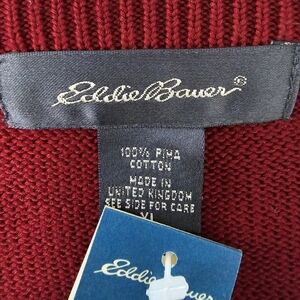 Eddie Bauer®
100% PIMA
COTTON
MADE IN
UNITED KINGDOM
SEE SIDE FOR CARE
XL
Eddie Bauer